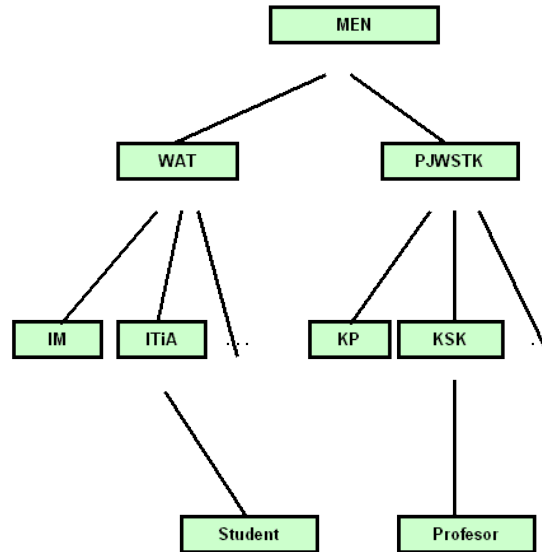 MEN
WAT
PJWSTK
IM
ITiA
...
KP
KSK
.
Student
Profesor